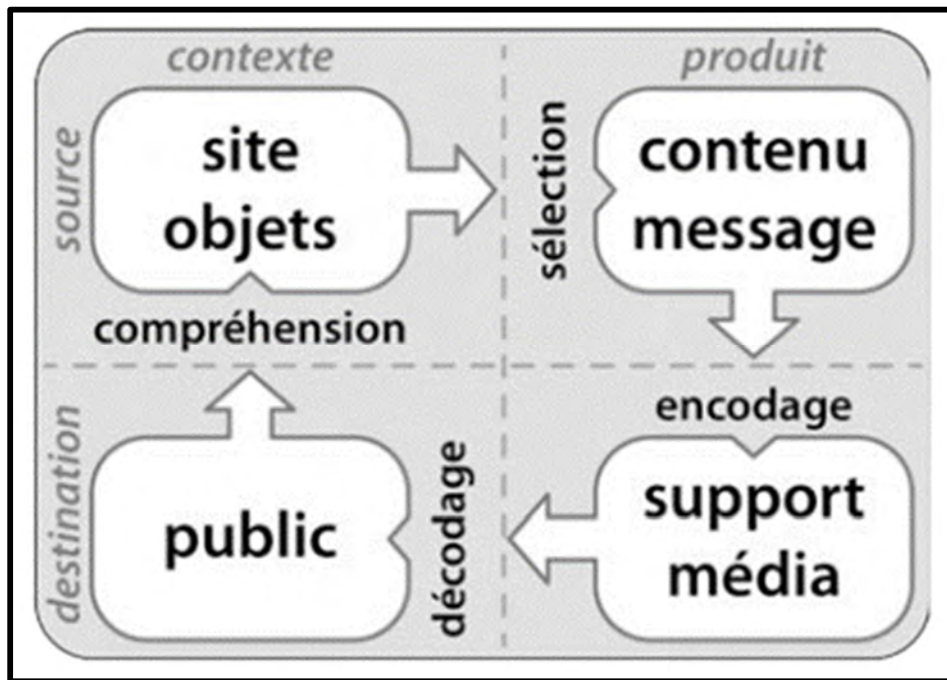 contexte
produit
source
site
objets
sélection
contenu
message
compréhension
encodage
destination
public
décodage
support
média